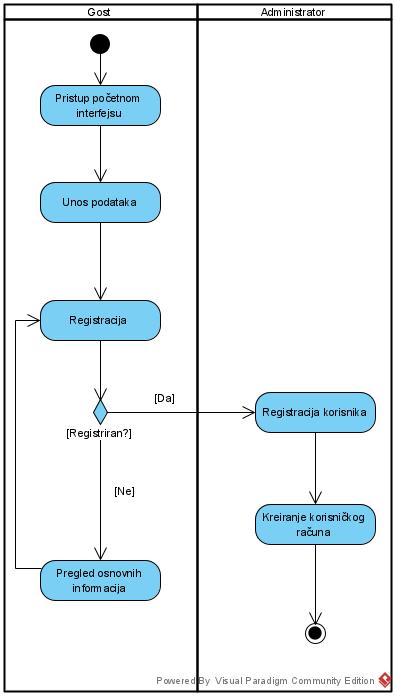 Gost
Administrator
Pristup početnom
interfejsu
Unos podataka
Registracija
[Da]
Registracija korisnika
[Registriran?]
[Ne]
Kreiranje korisničkog
računa
Pregled osnovnih
informacija
Powered By Visual Paradigm Community Edition